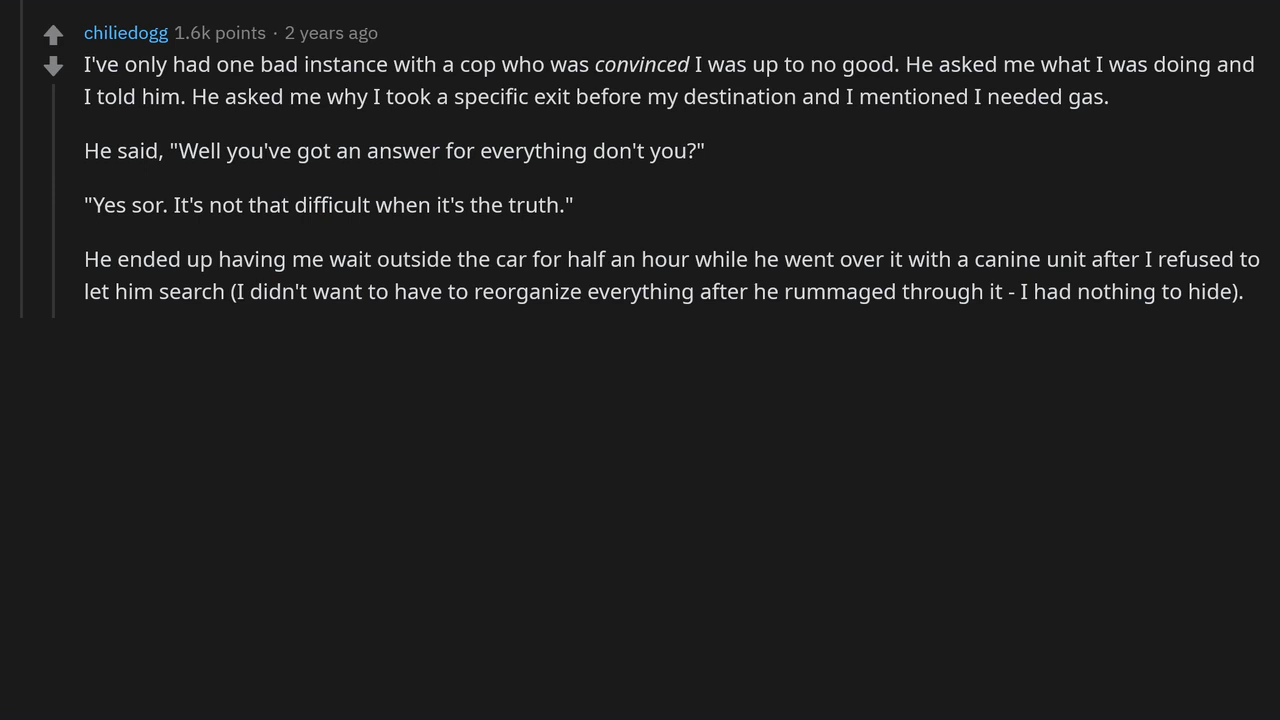 chiliedogg 1.6k points · 2 years ago
I've only had one bad instance with a cop who was convinced I was up to no good. He asked me what I was doing and
I told him. He asked me why I took a specific exit before my destination and I mentioned I needed gas.
He said, "Well you've got an answer for everything don't you?"
"Yes sor. It's not that difficult when it's the truth."
He ended up having me wait outside the car for half an hour while he went over it with a canine unit after I refused to
let him search (I didn't want to have to reorganize everything after he rummaged through it - I had nothing to hide).